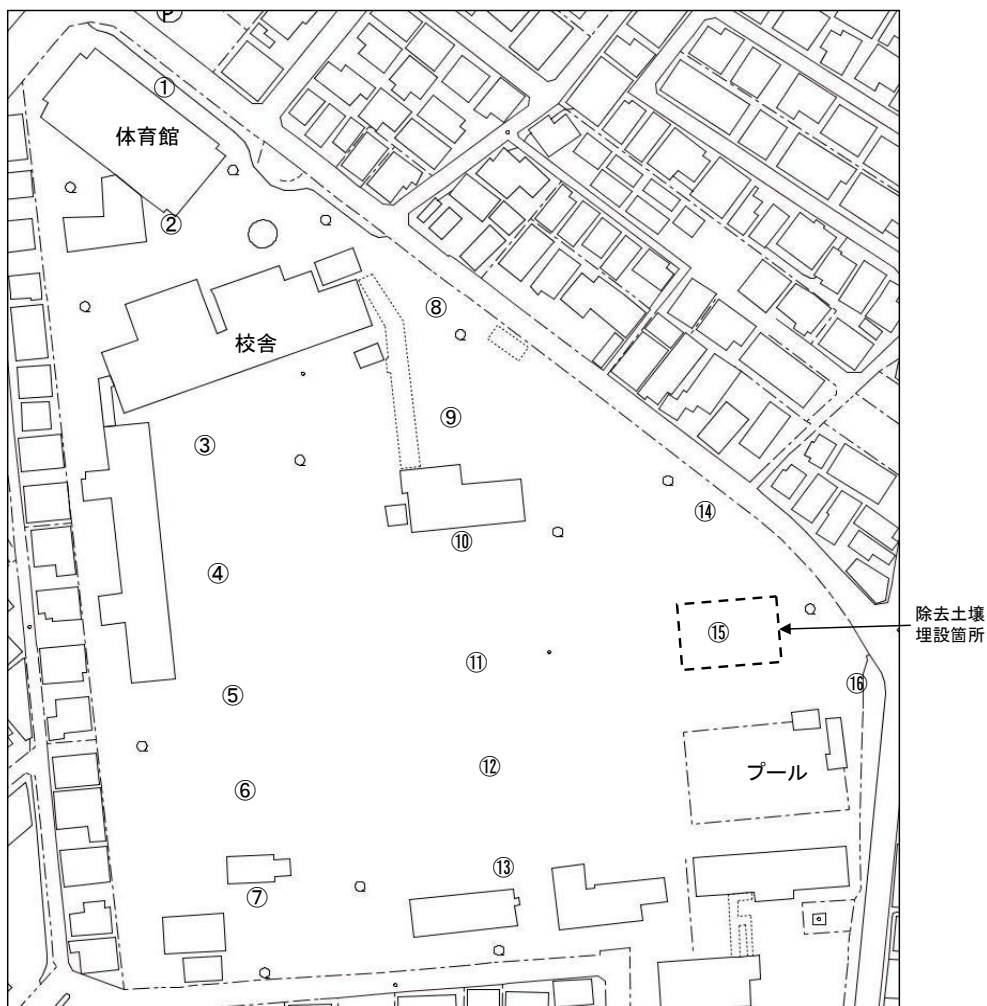 P
①
体育館
②
校舎
⑧
③
⑨
⑭
⑩
④
除去土壌
埋設箇所
⑮
⑪
⑤
⑯
⑫
プール
⑥
⑬
⑦